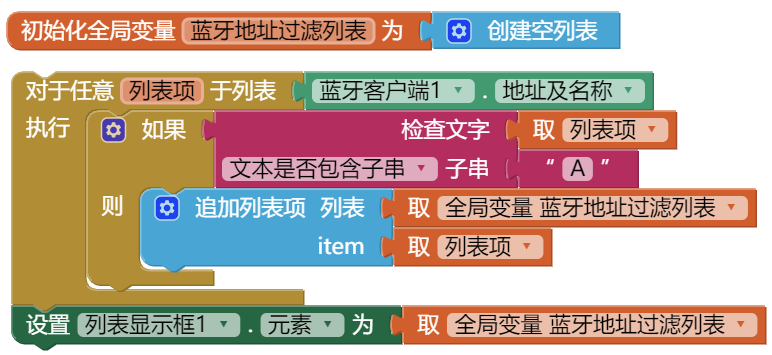 初始化全局变量 蓝牙地址过滤列表 为 创建空列表
对于任意 列表项 于列表 蓝牙客户端1 . 地址及名称
执行 如果 检查文字 取 列表项
文本是否包含子串 子串 “ A ”
则 追加列表项 列表 取 全局变量 蓝牙地址过滤列表
item 取 列表项
设置 列表显示框1 . 元素 为 取 全局变量 蓝牙地址过滤列表